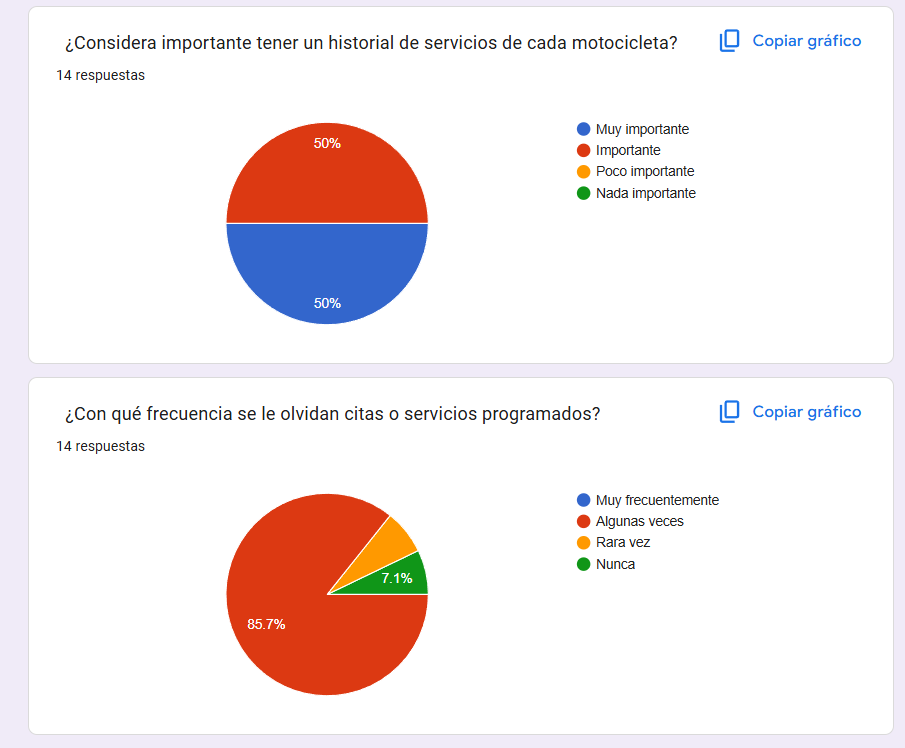 ¿Considera importante tener un historial de servicios de cada motocicleta?
Copiar gráfico
14 respuestas
50%
50%
Muy importante
Importante
Poco importante
Nada importante
¿Con qué frecuencia se le olvidan citas o servicios programados?
Copiar gráfico
14 respuestas
7.1%
85.7%
Muy frecuentemente
Algunas veces
Rara vez
Nunca